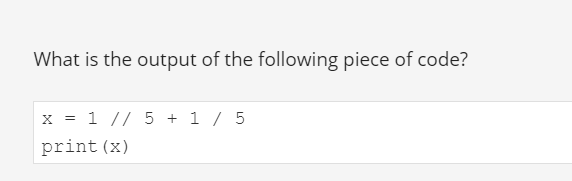 What is the output of the following piece of code?
x = 1 // 5 + 1 / 5
print(x)